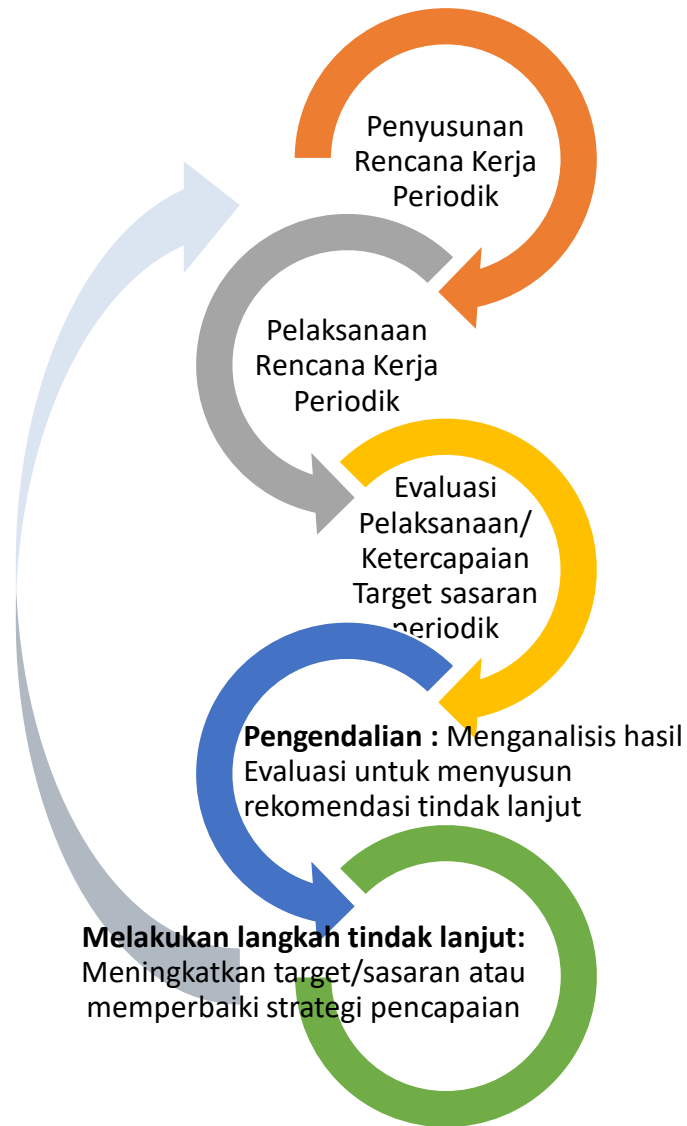 Penyusunan
Rencana Kerja
Periodik
Pelaksanaan
Rencana Kerja
Periodik
Evaluasi
Pelaksanaan/
Ketercapaian
Target sasaran
periodik
Pengendalian : Menganalisis hasil
Evaluasi untuk menyusun
rekomendasi tindak lanjut
Melakukan langkah tindak lanjut:
Meningkatkan target/sasaran atau
memperbaiki strategi pencapaian